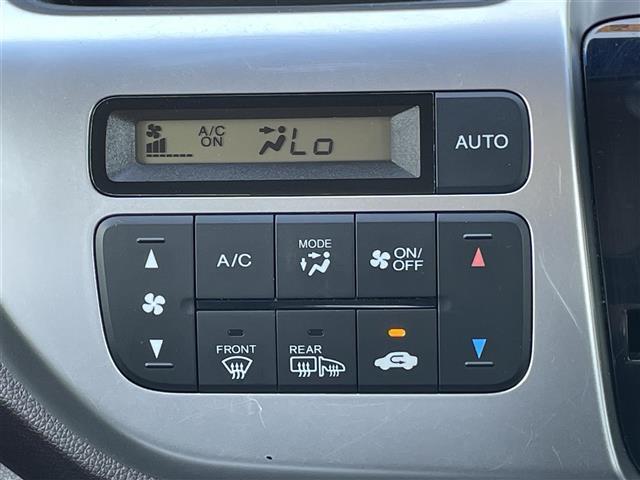 A/C
ON
Lo
AUTO
A/C
MODE
ON/
OFF
FRONT
REAR